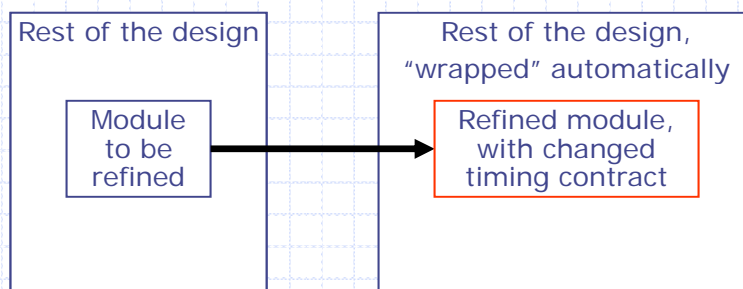 Rest of the design
Module
to be
refined
Rest of the design,
“wrapped” automatically
Refined module,
with changed
timing contract